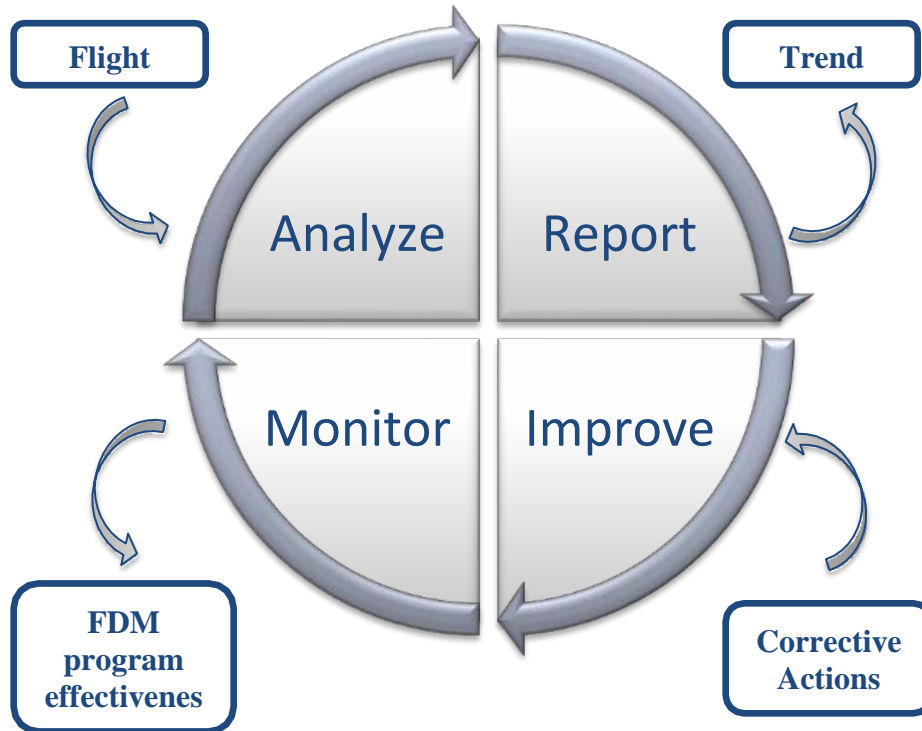 Flight
Trend
Analyze
Report
Monitor
Improve
FDM
program
effectivenes
Corrective
Actions